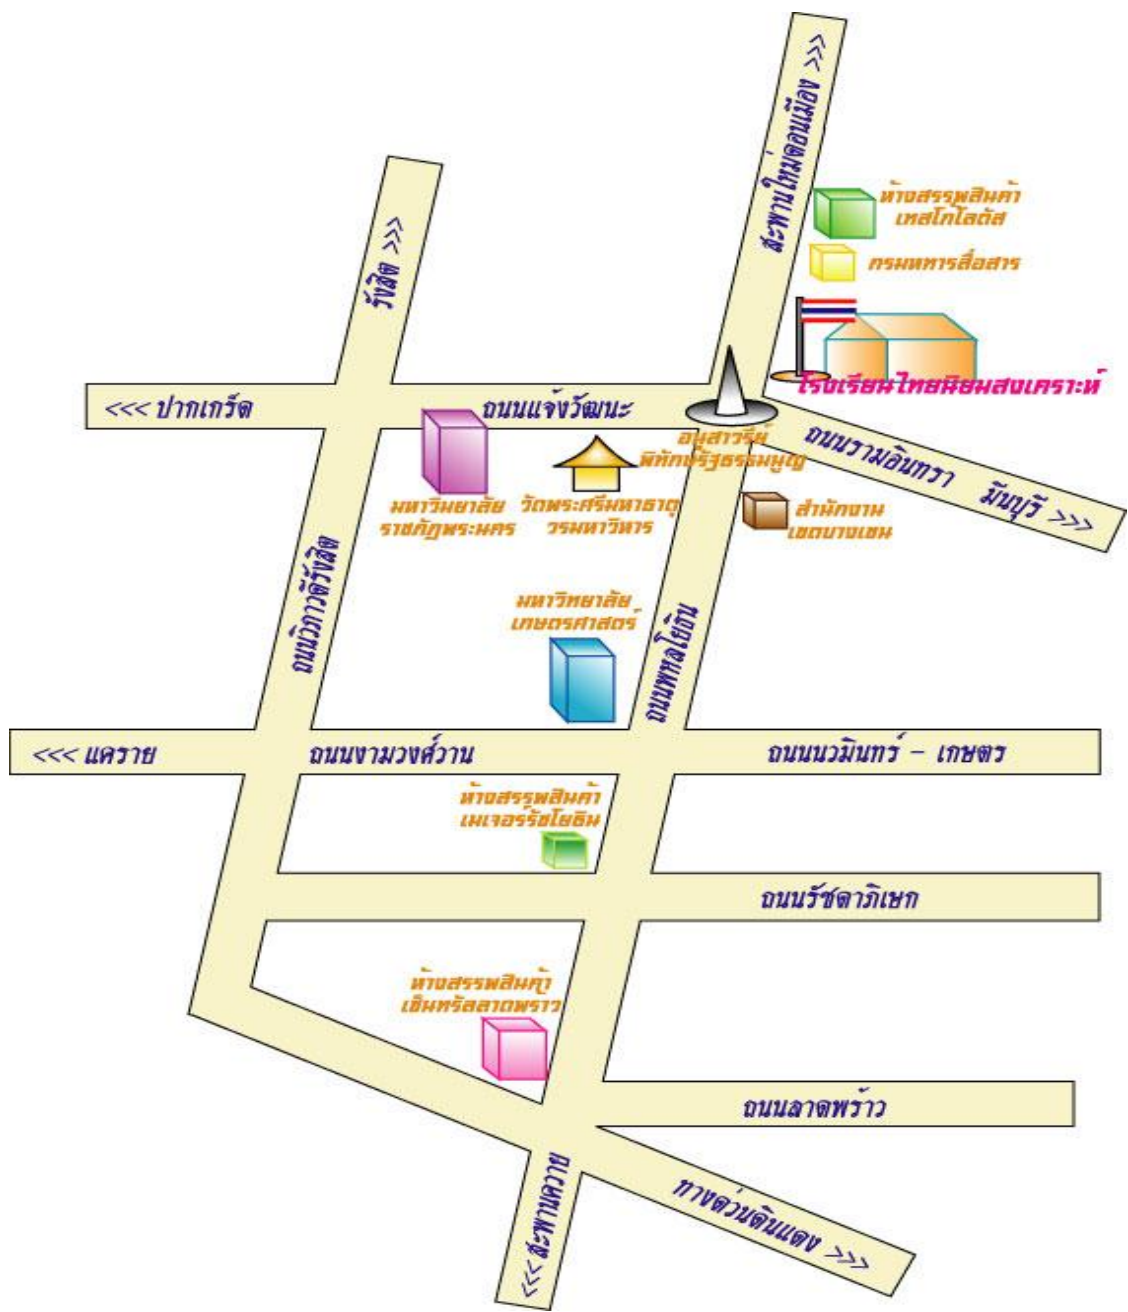 สะพานใหม่ดอนเมือง >>>
ห้างสรรพสินค้า
เทสโก้โลตัส
กรมทหารสื่อสาร
รังสิต >>>
โรงเรียนไทยนิยมสงเคราะห์
<<< ปากเกร็ด
ถนนแจ้งวัฒนะ
อนุสาวรีย์
พิทักษ์รัฐธรรมนูญ
ถนนรามอินทรา มีนบุรี >>>
มหาวิทยาลัย
ราชภัฏพระนคร
วัดพระศรีมหาธาตุ
วรมหาวิหาร
สำนักงาน
เขตบางเขน
ถนนวิภาวดีรังสิต
มหาวิทยาลัย
เกษตรศาสตร์
ถนนพหลโยธิน
<<< แคราย
ถนนงามวงศ์วาน
ถนนนวมินทร์ - เกษตร
ห้างสรรพสินค้า
เมเจอร์รัชโยธิน
ถนนรัชดาภิเษก
ห้างสรรพสินค้า
เซ็นทรัลลาดพราว
ถนนลาดพร้าว
<<< สะพานควาย
ทางด่วนดินแดง >>>